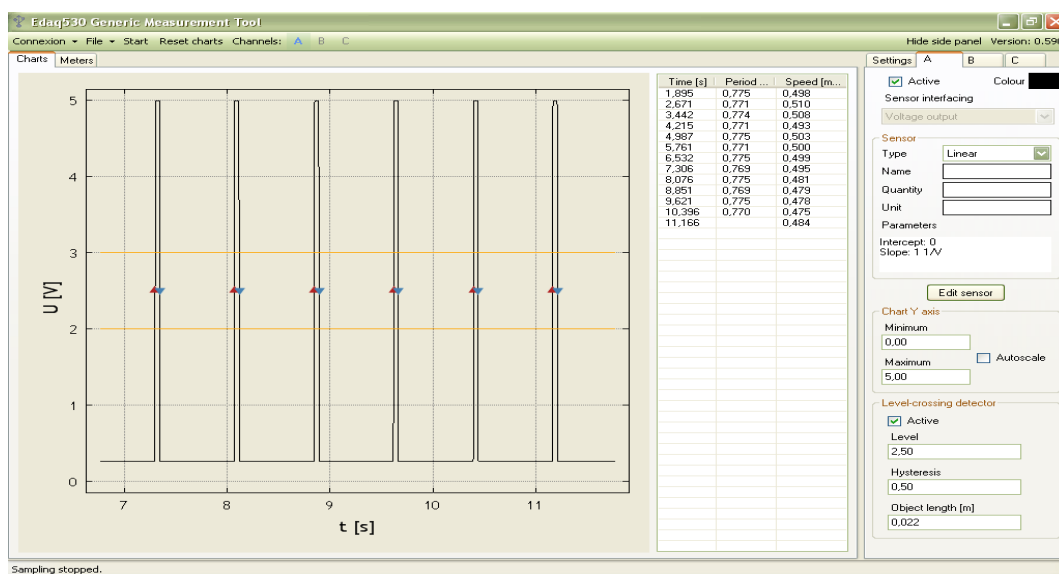 Edaq530 Generic Measurement Tool
Connexion File Start Reset charts Channels: A B C Hide side panel Version: 0.590
Charts Meters
Settings A B C
5
4
3
2
1
0
U [V]
7 8 9 10 11
t [s]
Time [s] Period ... Speed [m...
1,895 0,775 0,498
2,671 0,771 0,510
3,442 0,774 0,508
4,215 0,771 0,493
4,987 0,775 0,503
5,761 0,771 0,500
6,532 0,775 0,499
7,306 0,769 0,495
8,076 0,775 0,481
8,851 0,769 0,479
9,621 0,775 0,478
10,396 0,770 0,475
11,166 0,484
Active Colour
Sensor interfacing
Voltage output
Sensor
Type Linear
Name
Quantity
Unit
Parameters
Intercept: 0
Slope: 1 1/V
Edit sensor
Chart Y axis
Minimum
0,00
Maximum
Autoscale
5,00
Level-crossing detector
Active
Level
2,50
Hysteresis
0,50
Object length [m]
0,022
Sampling stopped.